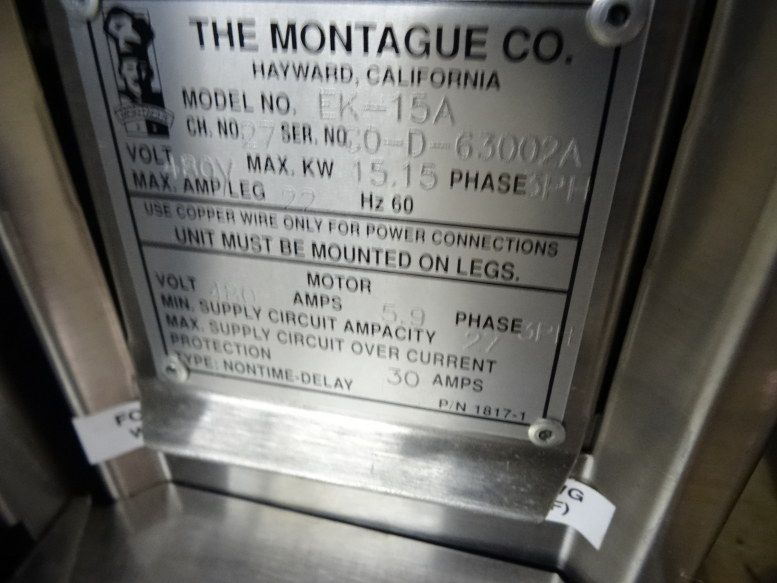 THE MONTAGUE CO.
HAYWARD, CALIFORNIA
MODEL NO. EK-15A
CH. NO. 27 SER. NO. CO-D-63002A
VOLT 480V MAX. KW 15.15 PHASE 3PH
MAX. AMP/LEG 22 Hz 60
USE COPPER WIRE ONLY FOR POWER CONNECTIONS
UNIT MUST BE MOUNTED ON LEGS.
MOTOR
VOLT 480 AMPS 5.9 PHASE 3PH
MIN. SUPPLY CIRCUIT AMPACITY 27
MAX. SUPPLY CIRCUIT OVER CURRENT
PROTECTION
TYPE: NONTIME-DELAY 30 AMPS
P/N 1817-1
MONTAGUE